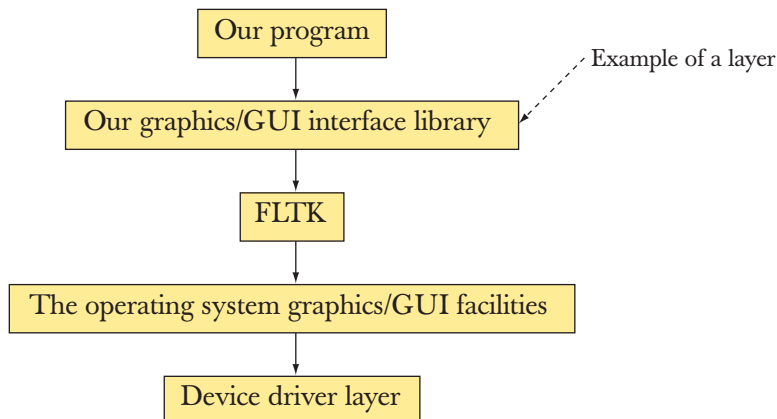 Our program
Example of a layer
Our graphics/GUI interface library
FLTK
The operating system graphics/GUI facilities
Device driver layer